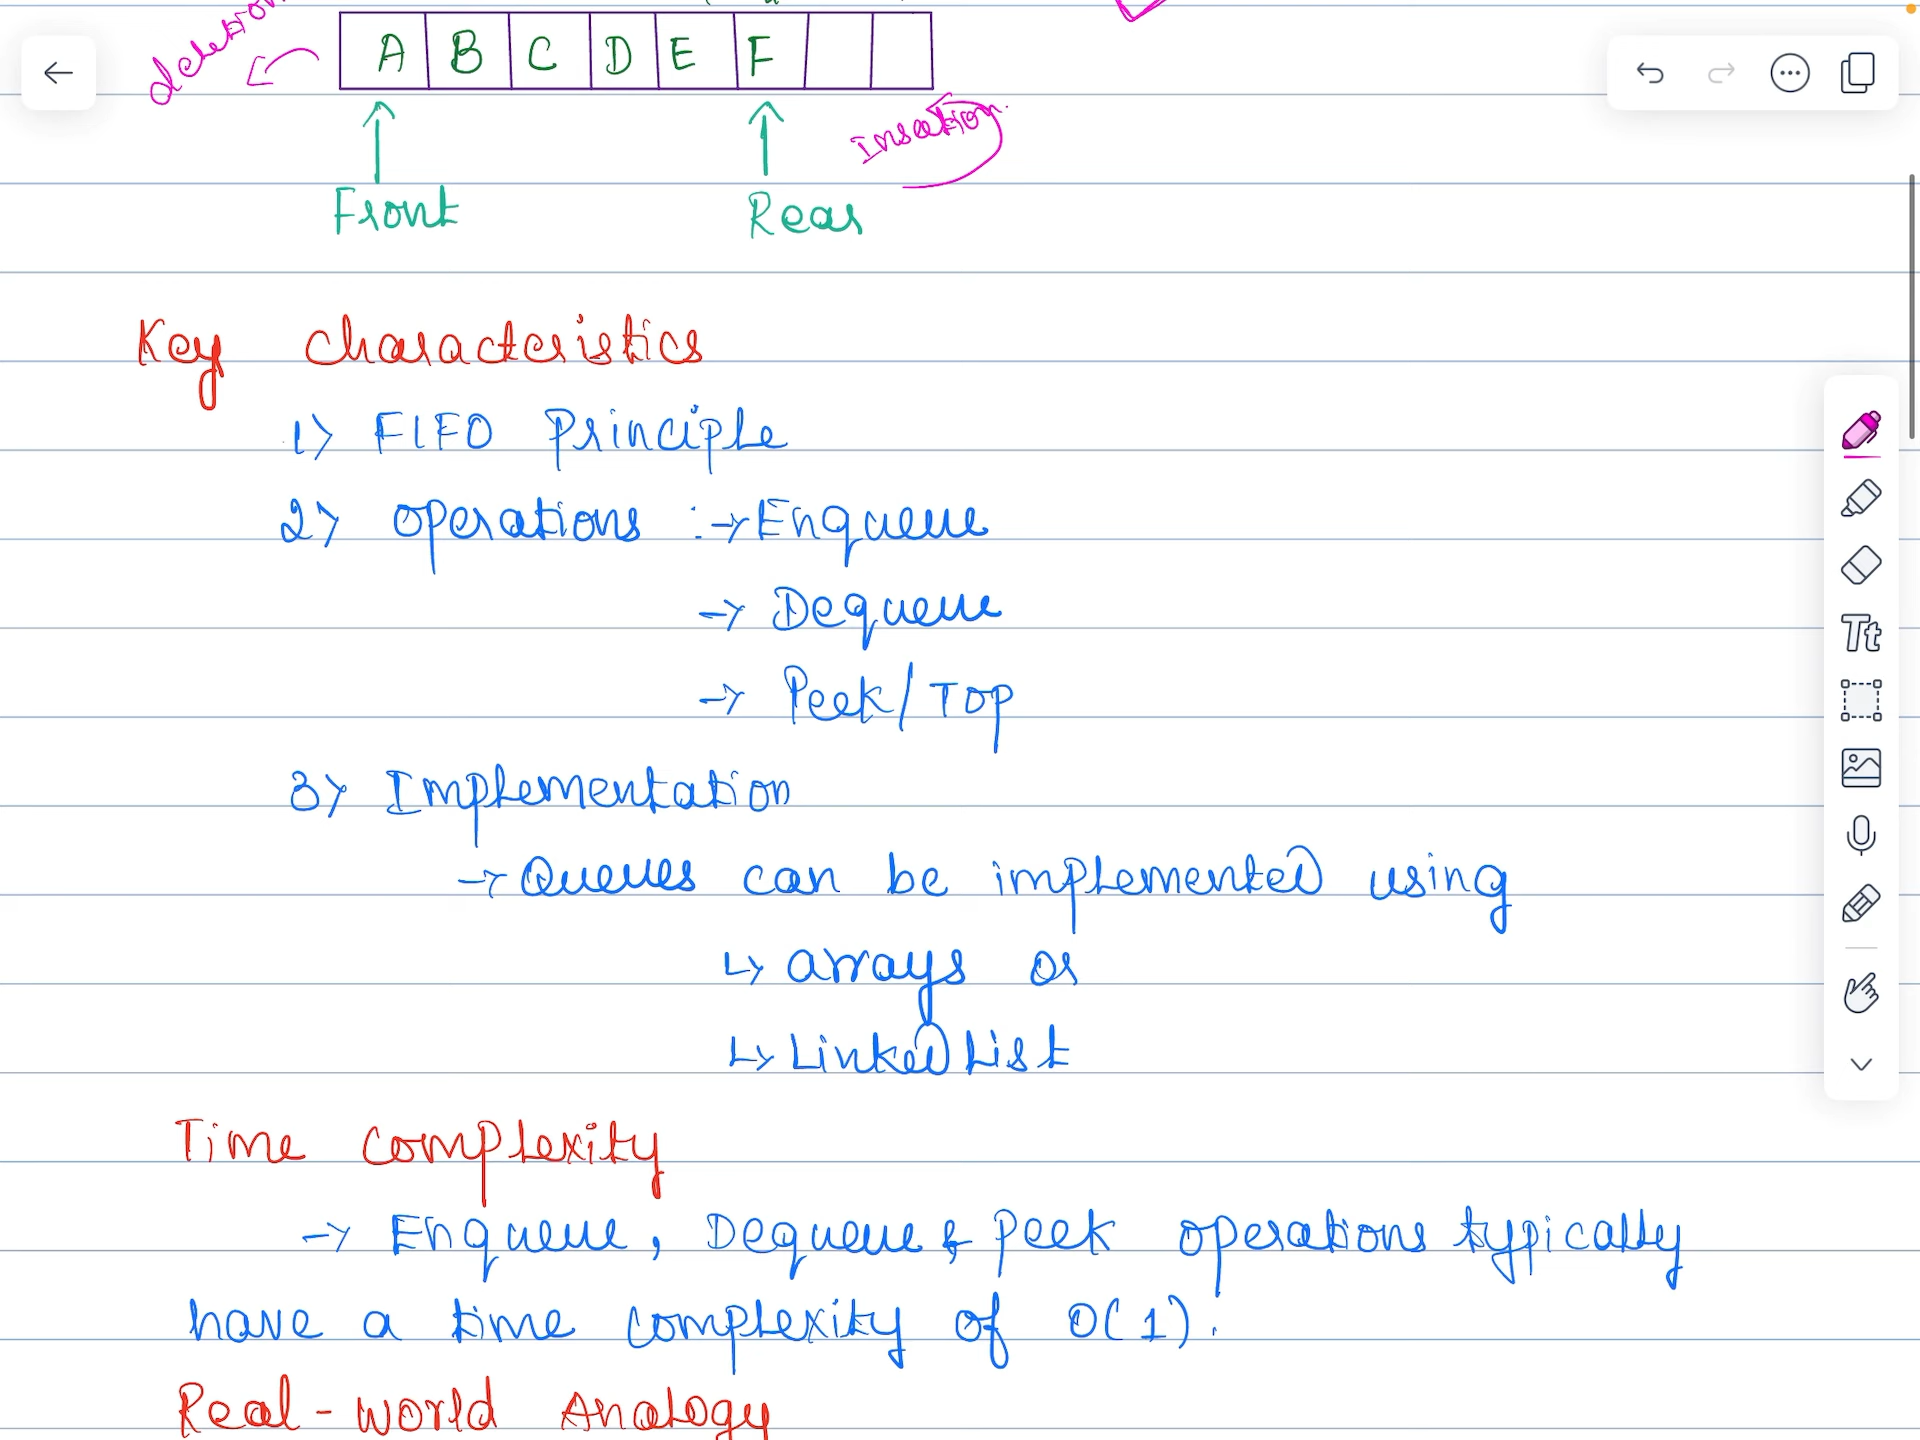 deletion
A B C D E F
Insertion.
Front Rear
Key characteristics
1> FIFO Principle
2> operations :→ Enqueue
→ Dequeue
→ Peek/Top
3> Implementation
→ Queues can be implemented using
↳ arrays or
↳ Linked List
Time complexity
→ Enqueue, Dequeue & Peek operations typically
have a time complexity of O(1).
Real-World Analogy
Tt